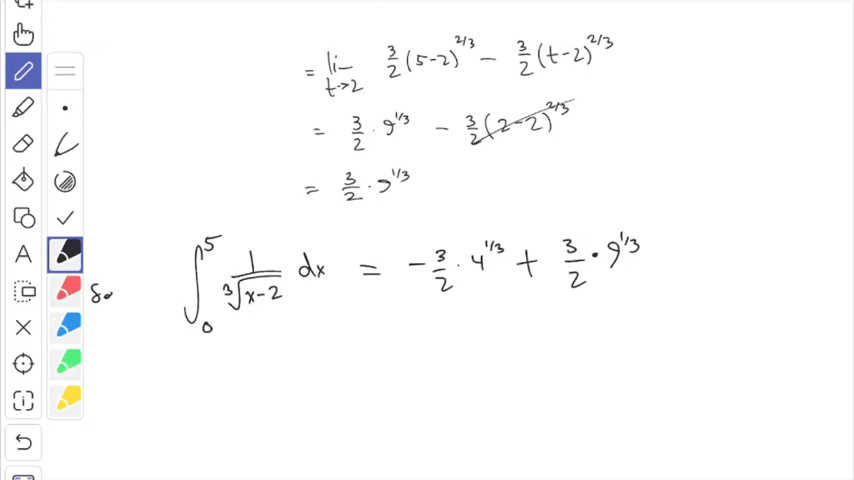 = lim t→2 3/2 (5-2)^2/3 - 3/2 (t-2)^2/3
= 3/2 · 9^1/3 - 3/2 (2-2)^2/3
= 3/2 · 9^1/3
So ∫_0^5 1/∛(x-2) dx = -3/2 · 4^1/3 + 3/2 · 9^1/3
A